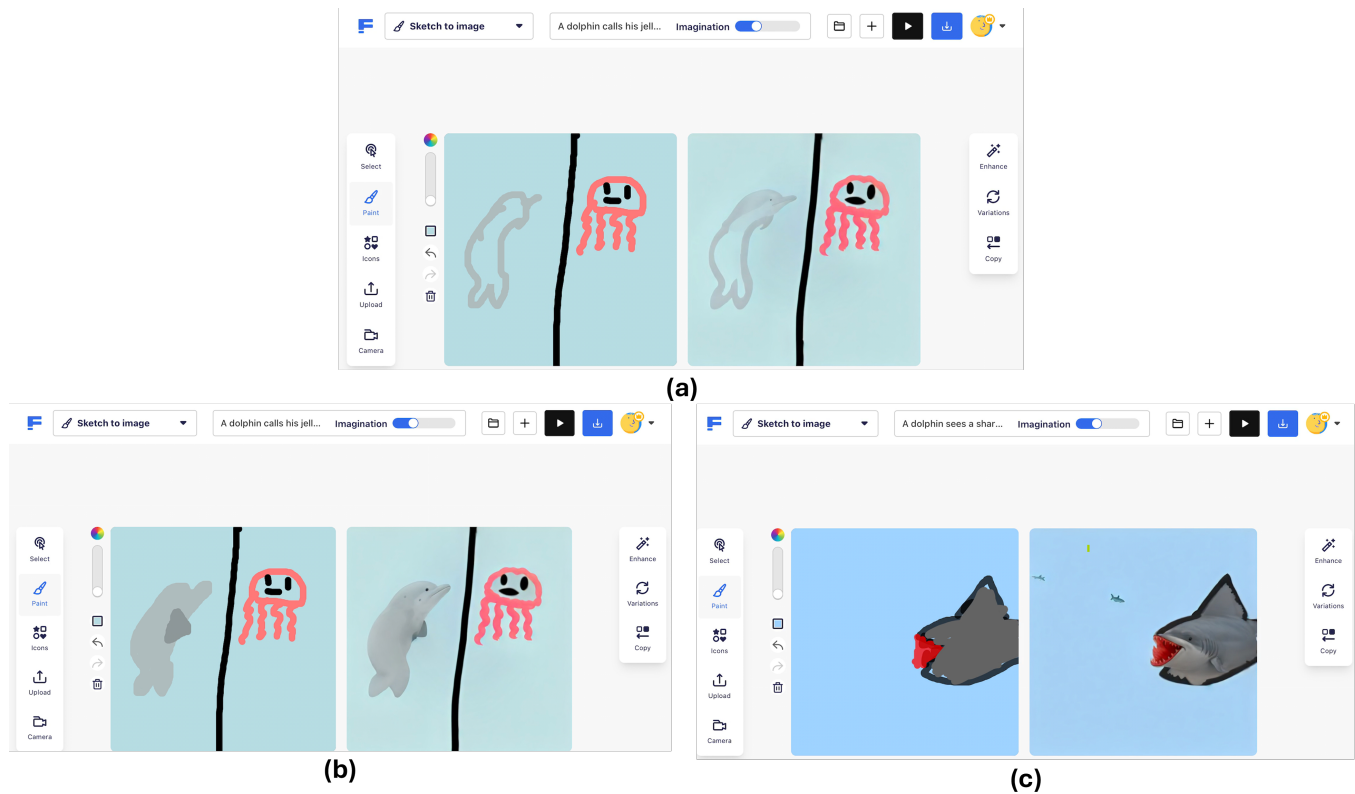 Sketch to image
A dolphin calls his jell... Imagination
Select
Paint
Icons
Upload
Camera
Enhance
Variations
Copy
(a)
Sketch to image
A dolphin calls his jell... Imagination
Select
Paint
Icons
Upload
Camera
Enhance
Variations
Copy
(b)
Sketch to image
A dolphin sees a shar... Imagination
Select
Paint
Icons
Upload
Camera
Enhance
Variations
Copy
(c)